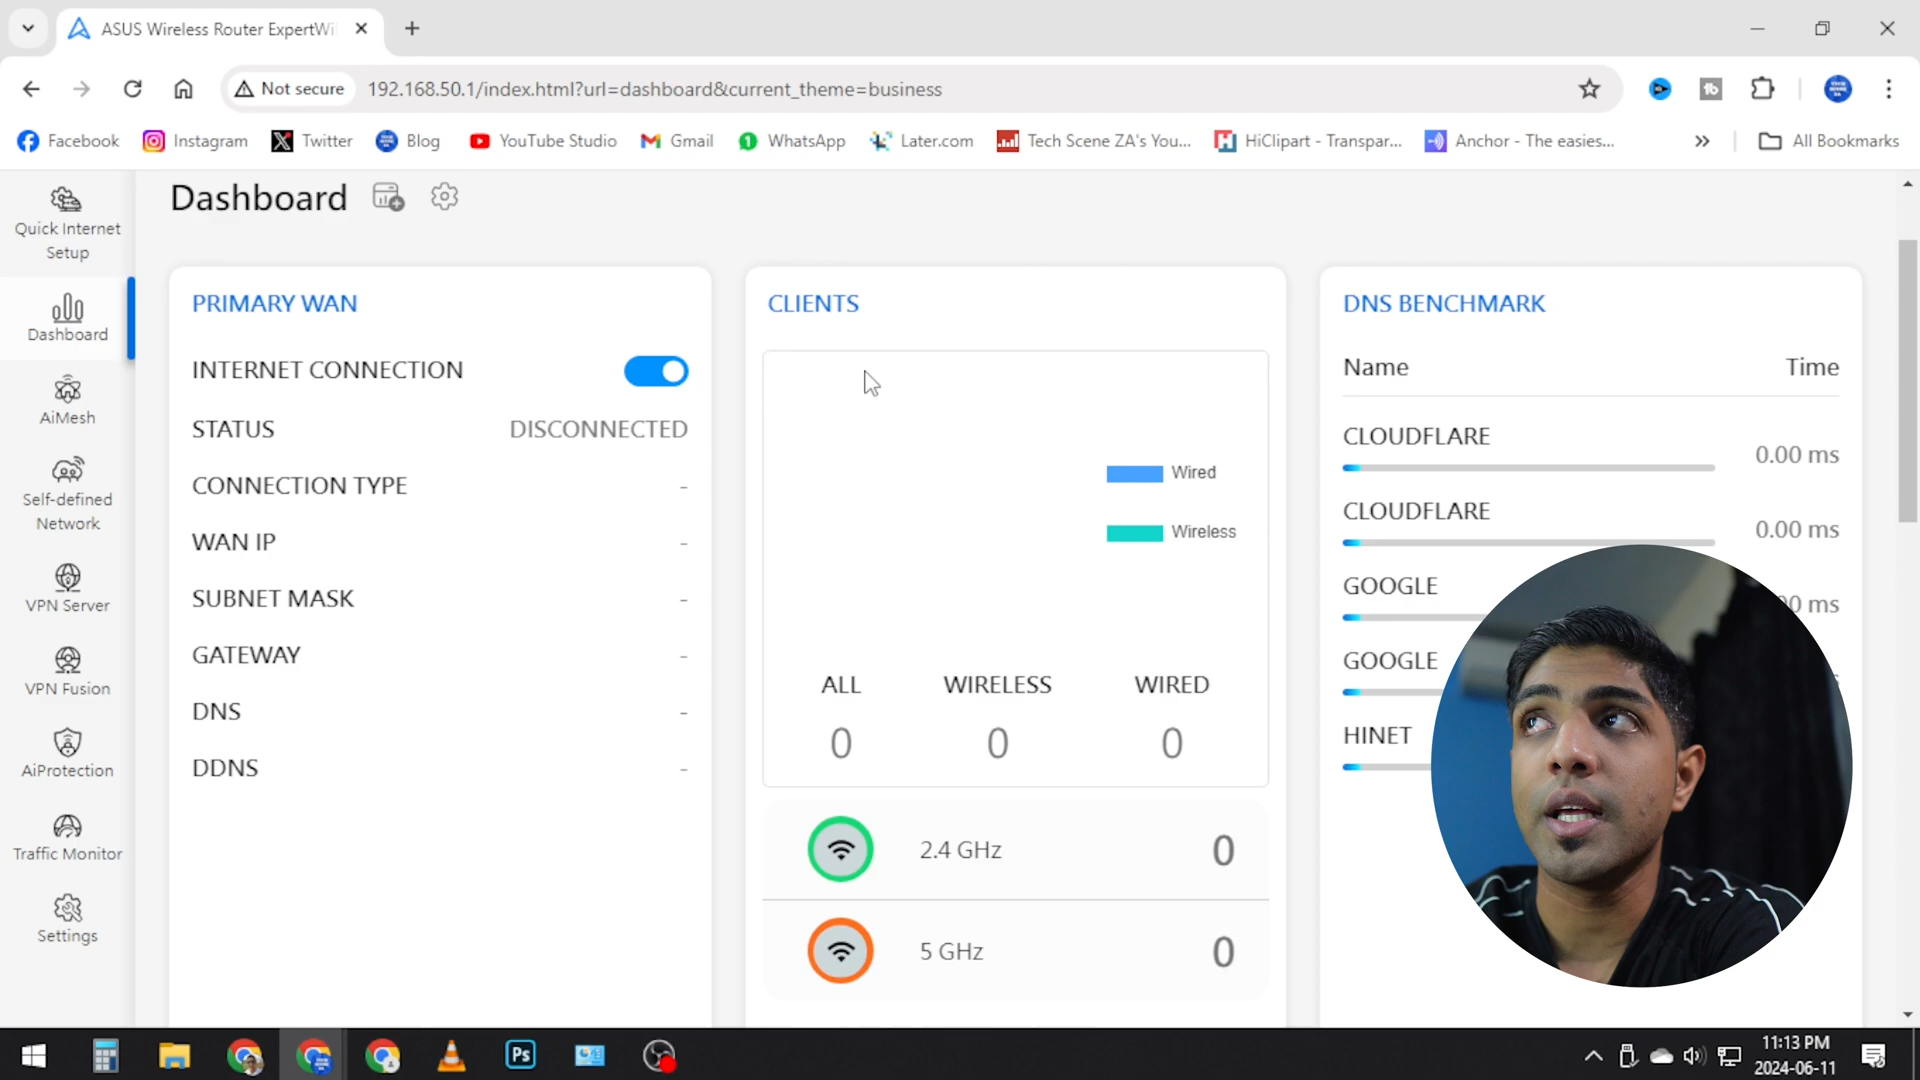 ASUS Wireless Router ExpertWi
Not secure
192.168.50.1/index.html?url=dashboard&current_theme=business
Facebook
Instagram
Twitter
Blog
YouTube Studio
Gmail
WhatsApp
Later.com
Tech Scene ZA's You...
HiClipart - Transpar...
Anchor - The easies...
All Bookmarks
Quick Internet
Setup
Dashboard
AiMesh
Self-defined
Network
VPN Server
VPN Fusion
AiProtection
Traffic Monitor
Settings
Dashboard
PRIMARY WAN
INTERNET CONNECTION
STATUS DISCONNECTED
CONNECTION TYPE -
WAN IP -
SUBNET MASK -
GATEWAY -
DNS -
DDNS -
CLIENTS
Wired
Wireless
ALL WIRELESS WIRED
0 0 0
2.4 GHz 0
5 GHz 0
DNS BENCHMARK
Name Time
CLOUDFLARE 0.00 ms
CLOUDFLARE 0.00 ms
GOOGLE 00 ms
GOOGLE
HINET
Ps
11:13 PM
2024-06-11